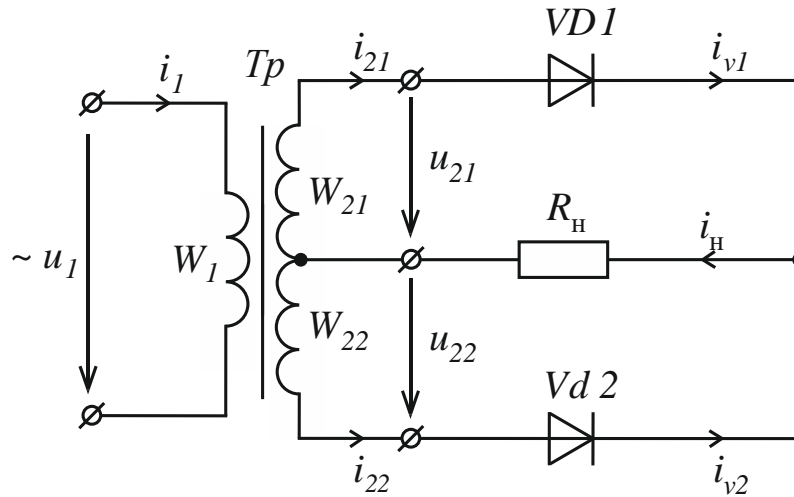 VD1
i1
Tp
i21
iv1
u21
W21
Rн
iн
~ u1
W1
W22
u22
Vd 2
i22
iv2